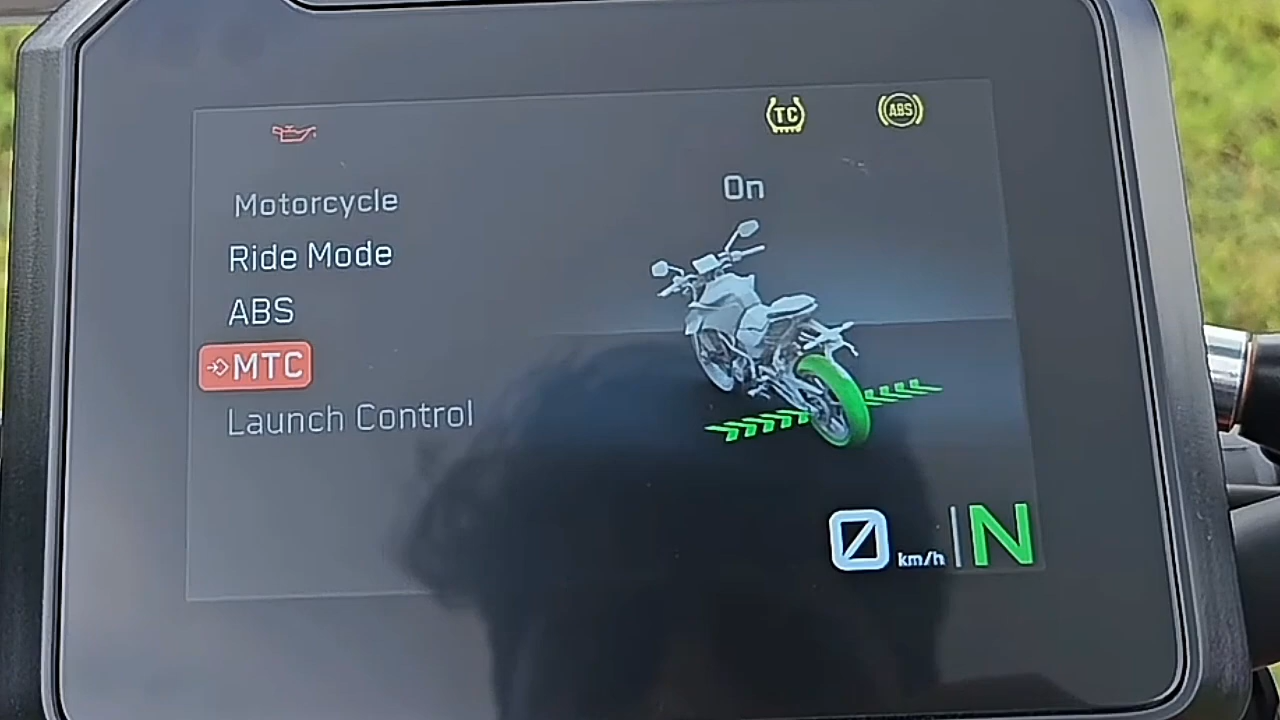 TC
ABS
On
Motorcycle
Ride Mode
ABS
MTC
Launch Control
0 km/h N